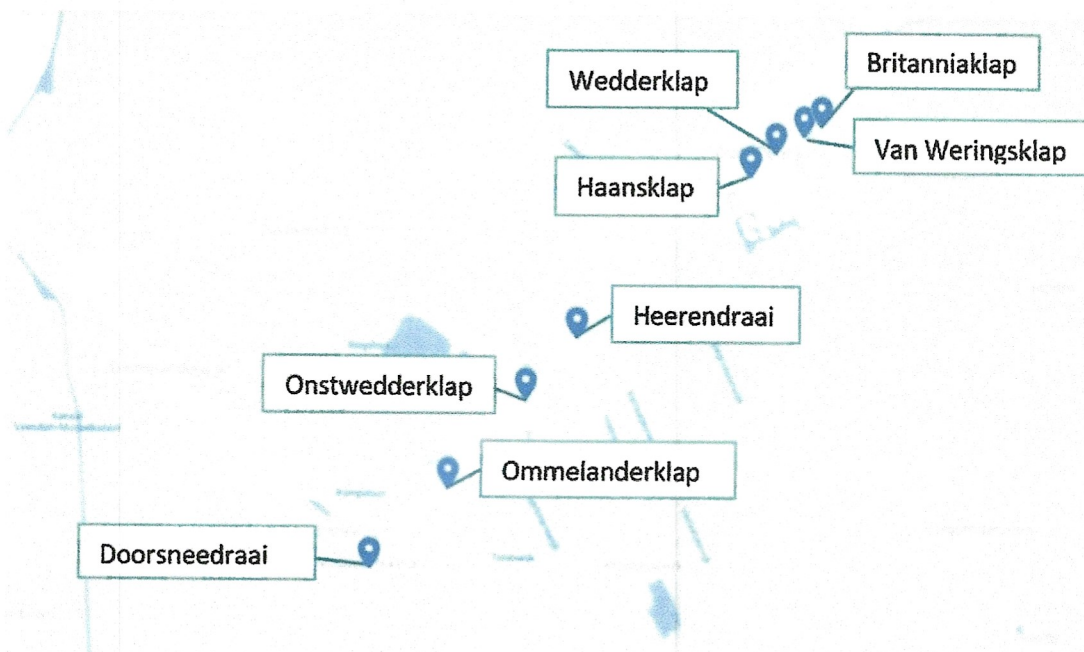 Britanniaklap
Wedderklap
Van Weringsklap
Haansklap
Heerendraai
Onstwedderklap
Ommelanderklap
Doorsneedraai